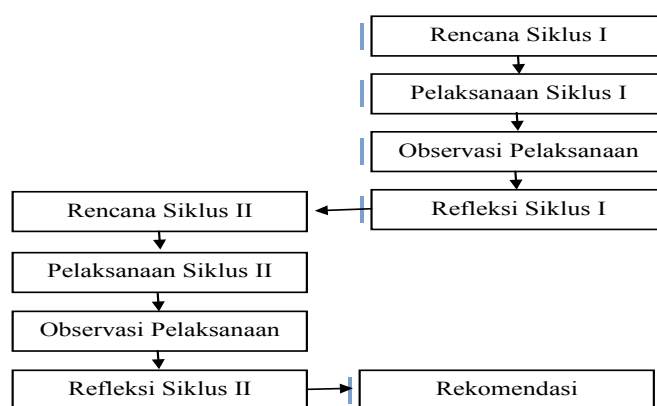 Rencana Siklus I
Pelaksanaan Siklus I
Observasi Pelaksanaan
Refleksi Siklus I
Rencana Siklus II
Pelaksanaan Siklus II
Observasi Pelaksanaan
Refleksi Siklus II
Rekomendasi